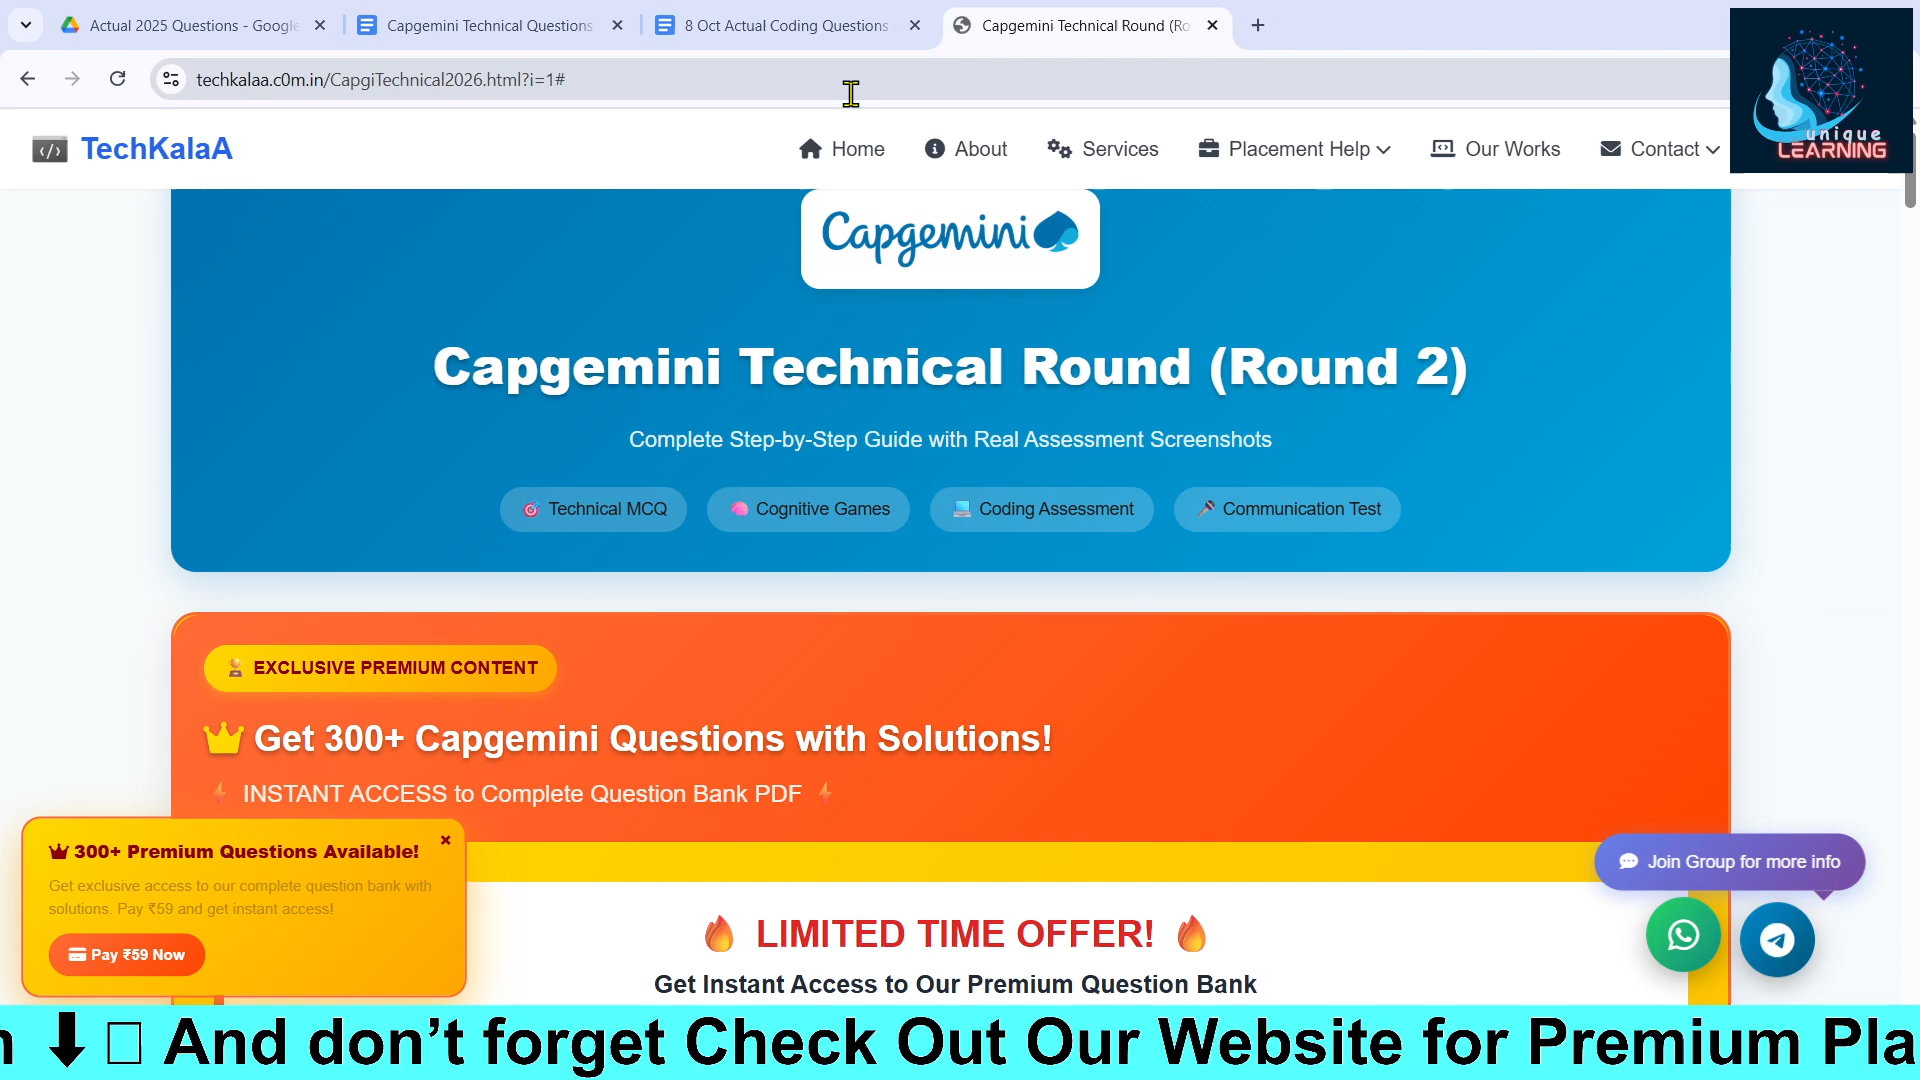 Actual 2025 Questions - Google
Capgemini Technical Questions
8 Oct Actual Coding Questions
Capgemini Technical Round (Ro
techkalaa.c0m.in/CapgiTechnical2026.html?i=1#
unique
LEARNING
TechKalaA
Home
About
Services
Placement Help
Our Works
Contact
Capgemini
Capgemini Technical Round (Round 2)
Complete Step-by-Step Guide with Real Assessment Screenshots
Technical MCQ
Cognitive Games
Coding Assessment
Communication Test
EXCLUSIVE PREMIUM CONTENT
Get 300+ Capgemini Questions with Solutions!
INSTANT ACCESS to Complete Question Bank PDF
300+ Premium Questions Available!
Get exclusive access to our complete question bank with
solutions. Pay ₹59 and get instant access!
Pay ₹59 Now
Join Group for more info
LIMITED TIME OFFER!
Get Instant Access to Our Premium Question Bank
And don’t forget Check Out Our Website for Premium Pla